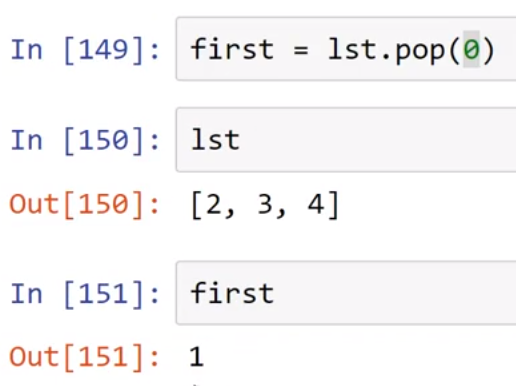 In [149]: first = lst.pop(0)
In [150]: lst
Out[150]: [2, 3, 4]
In [151]: first
Out[151]: 1